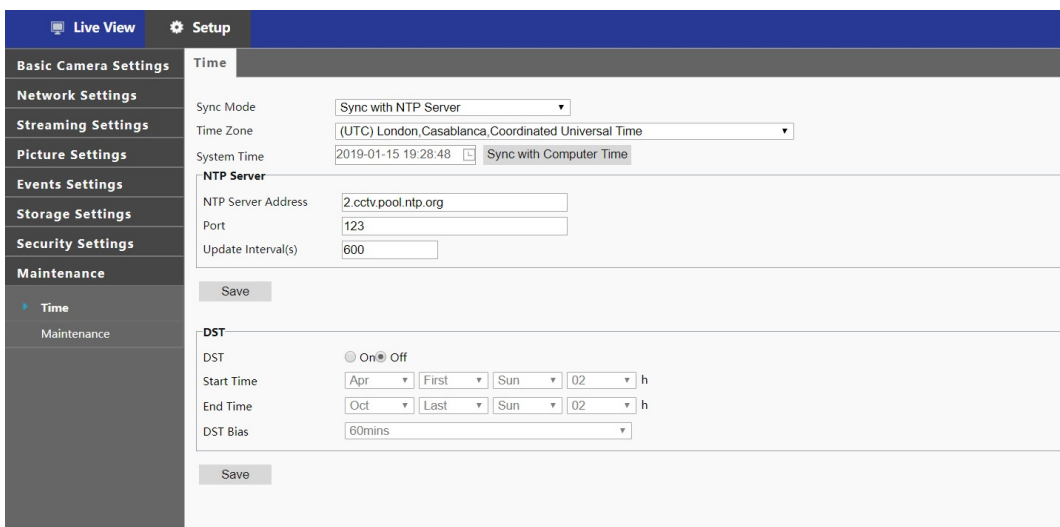 Live View Setup
Basic Camera Settings
Network Settings
Streaming Settings
Picture Settings
Events Settings
Storage Settings
Security Settings
Maintenance
Time
Maintenance
Time
Sync Mode Sync with NTP Server
Time Zone (UTC) London,Casablanca,Coordinated Universal Time
System Time 2019-01-15 19:28:48 Sync with Computer Time
NTP Server
NTP Server Address 2.cctv.pool.ntp.org
Port 123
Update Interval(s) 600
Save
DST
DST On Off
Start Time Apr First Sun 02 h
End Time Oct Last Sun 02 h
DST Bias 60mins
Save